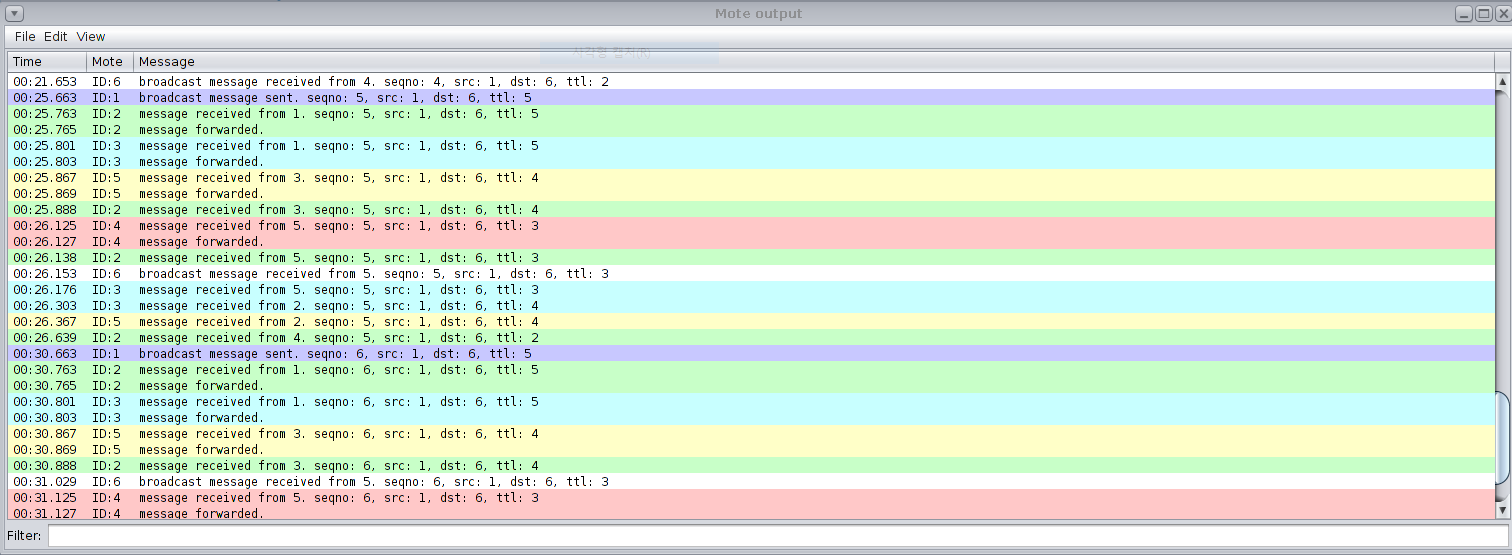 Mote output
File Edit View
Time Mote Message
00:21.653 ID:6 broadcast message received from 4. seqno: 4, src: 1, dst: 6, ttl: 2
00:25.663 ID:1 broadcast message sent. seqno: 5, src: 1, dst: 6, ttl: 5
00:25.763 ID:2 message received from 1. seqno: 5, src: 1, dst: 6, ttl: 5
00:25.765 ID:2 message forwarded.
00:25.801 ID:3 message received from 1. seqno: 5, src: 1, dst: 6, ttl: 5
00:25.803 ID:3 message forwarded.
00:25.867 ID:5 message received from 3. seqno: 5, src: 1, dst: 6, ttl: 4
00:25.869 ID:5 message forwarded.
00:25.888 ID:2 message received from 3. seqno: 5, src: 1, dst: 6, ttl: 4
00:26.125 ID:4 message received from 5. seqno: 5, src: 1, dst: 6, ttl: 3
00:26.127 ID:4 message forwarded.
00:26.138 ID:2 message received from 5. seqno: 5, src: 1, dst: 6, ttl: 3
00:26.153 ID:6 broadcast message received from 5. seqno: 5, src: 1, dst: 6, ttl: 3
00:26.176 ID:3 message received from 5. seqno: 5, src: 1, dst: 6, ttl: 3
00:26.303 ID:3 message received from 2. seqno: 5, src: 1, dst: 6, ttl: 4
00:26.367 ID:5 message received from 2. seqno: 5, src: 1, dst: 6, ttl: 4
00:26.639 ID:2 message received from 4. seqno: 5, src: 1, dst: 6, ttl: 2
00:30.663 ID:1 broadcast message sent. seqno: 6, src: 1, dst: 6, ttl: 5
00:30.763 ID:2 message received from 1. seqno: 6, src: 1, dst: 6, ttl: 5
00:30.765 ID:2 message forwarded.
00:30.801 ID:3 message received from 1. seqno: 6, src: 1, dst: 6, ttl: 5
00:30.803 ID:3 message forwarded.
00:30.867 ID:5 message received from 3. seqno: 6, src: 1, dst: 6, ttl: 4
00:30.869 ID:5 message forwarded.
00:30.888 ID:2 message received from 3. seqno: 6, src: 1, dst: 6, ttl: 4
00:31.029 ID:6 broadcast message received from 5. seqno: 6, src: 1, dst: 6, ttl: 3
00:31.125 ID:4 message received from 5. seqno: 6, src: 1, dst: 6, ttl: 3
00:31.127 ID:4 message forwarded.
Filter: